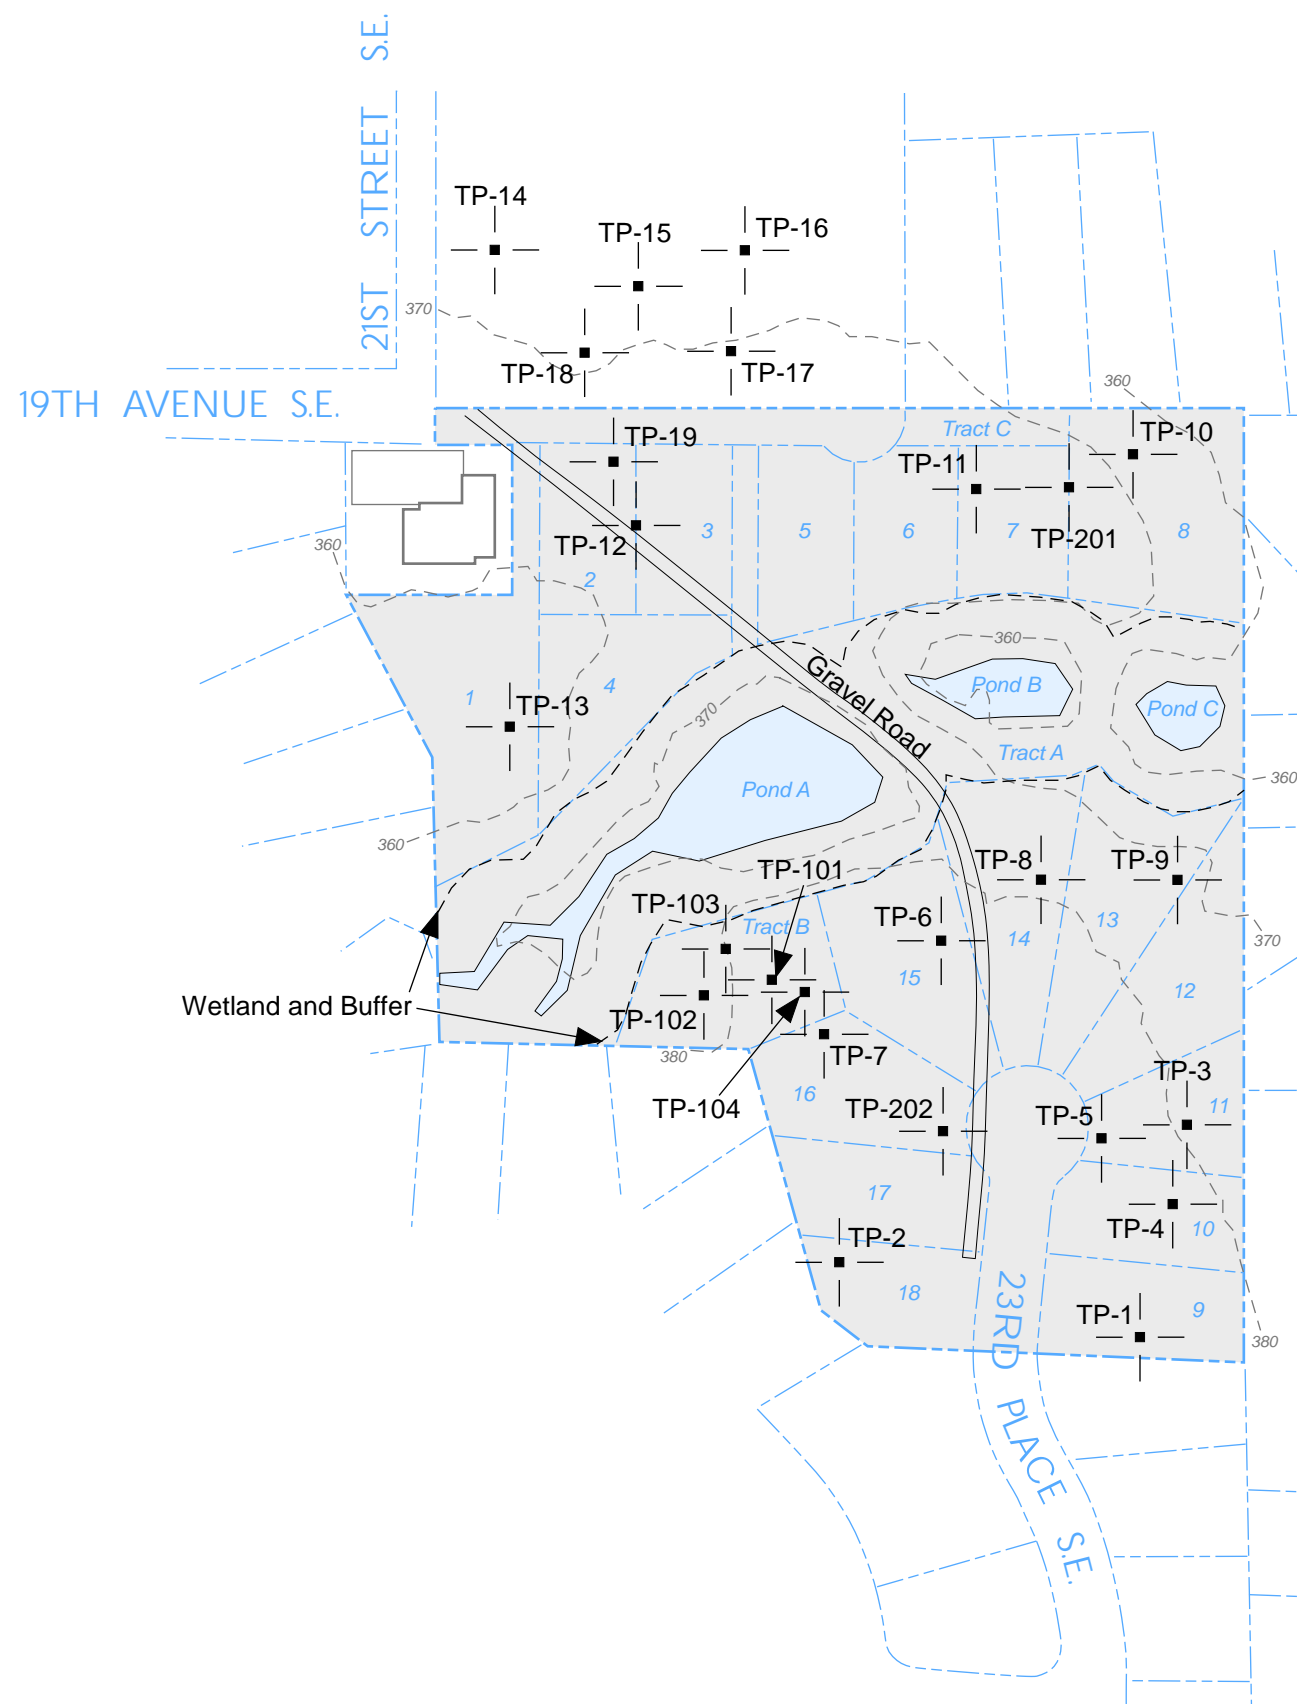 21ST STREET S.E.
TP-14
TP-15
TP-16
370
TP-18
TP-17
19TH AVENUE S.E.
360
Tract C
TP-19
TP-10
TP-11
360
TP-12
3
5
6
7
TP-201
8
2
360
Gravel Road
Pond B
1
4
TP-13
370
Pond C
Tract A
Pond A
360
360
TP-8
TP-9
TP-101
TP-103
Tract B
TP-6
14
13
370
15
12
Wetland and Buffer
TP-102
380
TP-7
TP-3
16
TP-104
TP-202
TP-5
11
17
TP-4
10
TP-2
18
9
TP-1
380
23RD PLACE S.E.